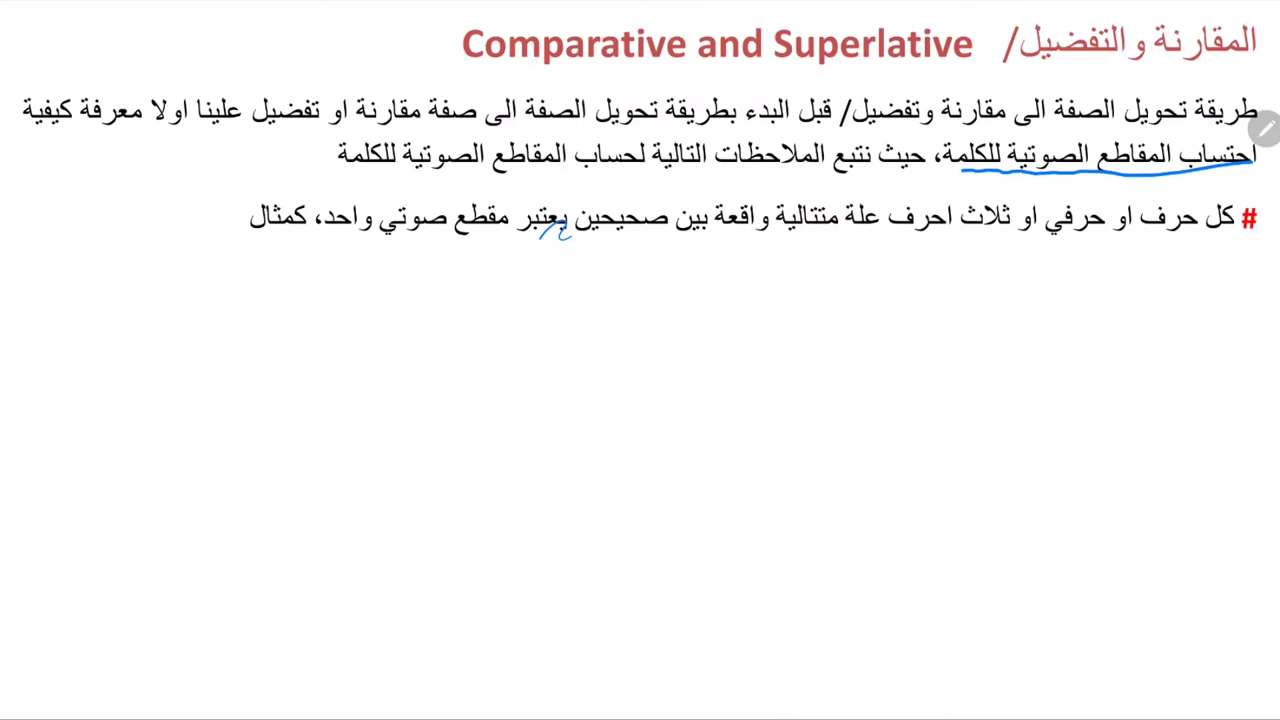 المقارنة والتفضيل/ Comparative and Superlative
طريقة تحويل الصفة الى مقارنة وتفضيل/ قبل البدء بطريقة تحويل الصفة الى صفة مقارنة او تفضيل علينا اولا معرفة كيفية
احتساب المقاطع الصوتية للكلمة، حيث نتبع الملاحظات التالية لحساب المقاطع الصوتية للكلمة
# كل حرف او حرفي او ثلاث احرف علة متتالية واقعة بين صحيحين يعتبر مقطع صوتي واحد، كمثال